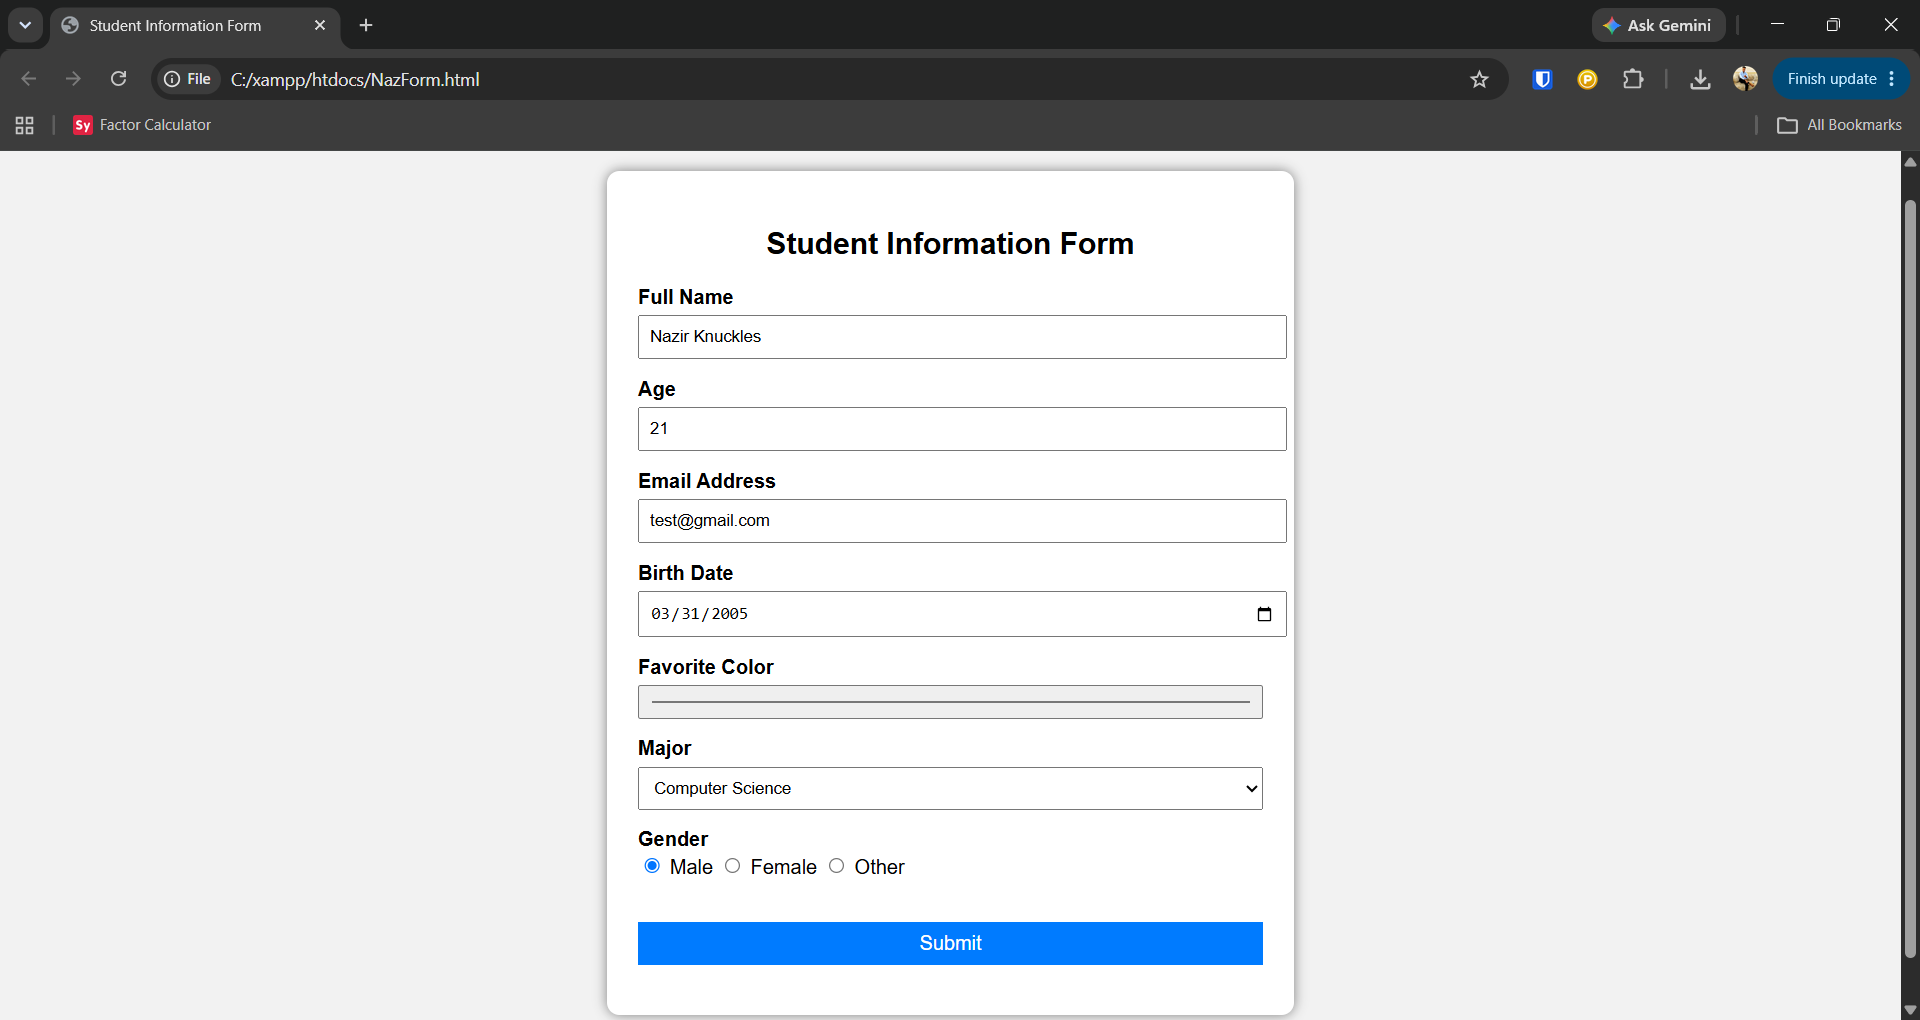 Student Information Form
Ask Gemini
File
C:/xampp/htdocs/NazForm.html
P
Finish update
Sy Factor Calculator
All Bookmarks
Student Information Form
Full Name
Nazir Knuckles
Age
21
Email Address
test@gmail.com
Birth Date
03/31/2005
Favorite Color
Major
Computer Science
Gender
Male Female Other
Submit